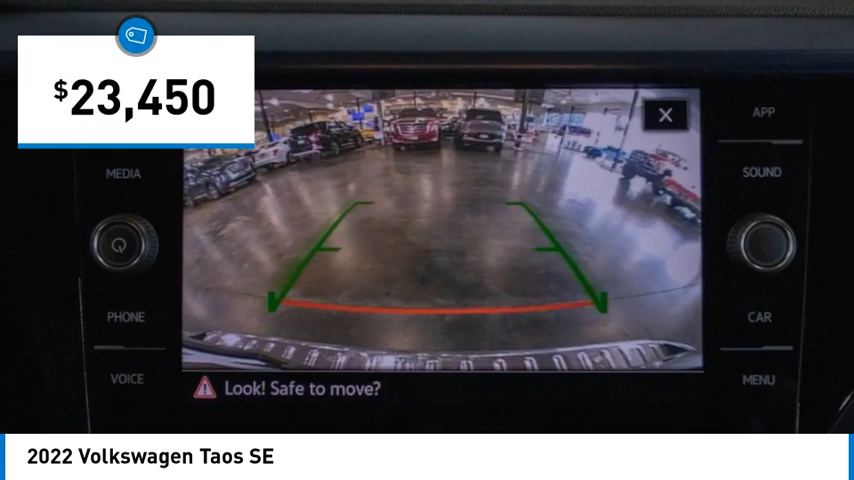 $23,450
APP
MEDIA
SOUND
PHONE
CAR
VOICE
MENU
Look! Safe to move?
2022 Volkswagen Taos SE